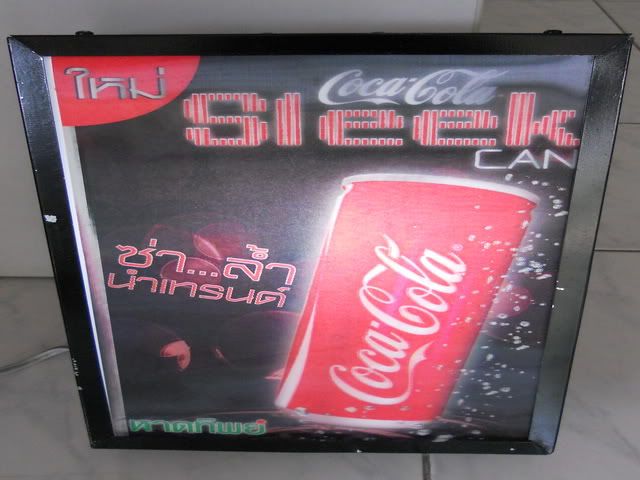 ใหม่
Coca-Cola
Sleek
CAN
ซ่า...ล้ำ
นำเทรนด์
Coca-Cola
หาดทิพย์